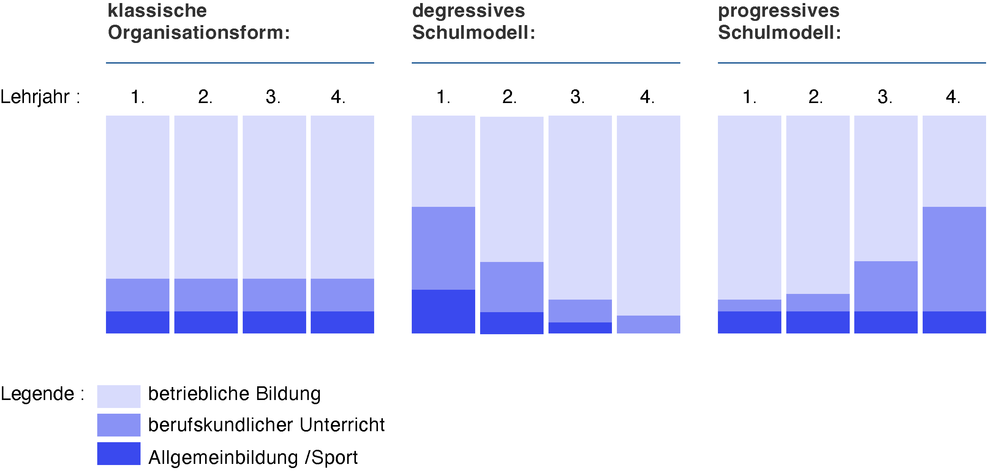 klassische
Organisationsform:
degressives
Schulmodell:
progressives
Schulmodell:
Lehrjahr : 1. 2. 3. 4. 1. 2. 3. 4. 1. 2. 3. 4.
Legende : betriebliche Bildung
berufskundlicher Unterricht
Allgemeinbildung /Sport